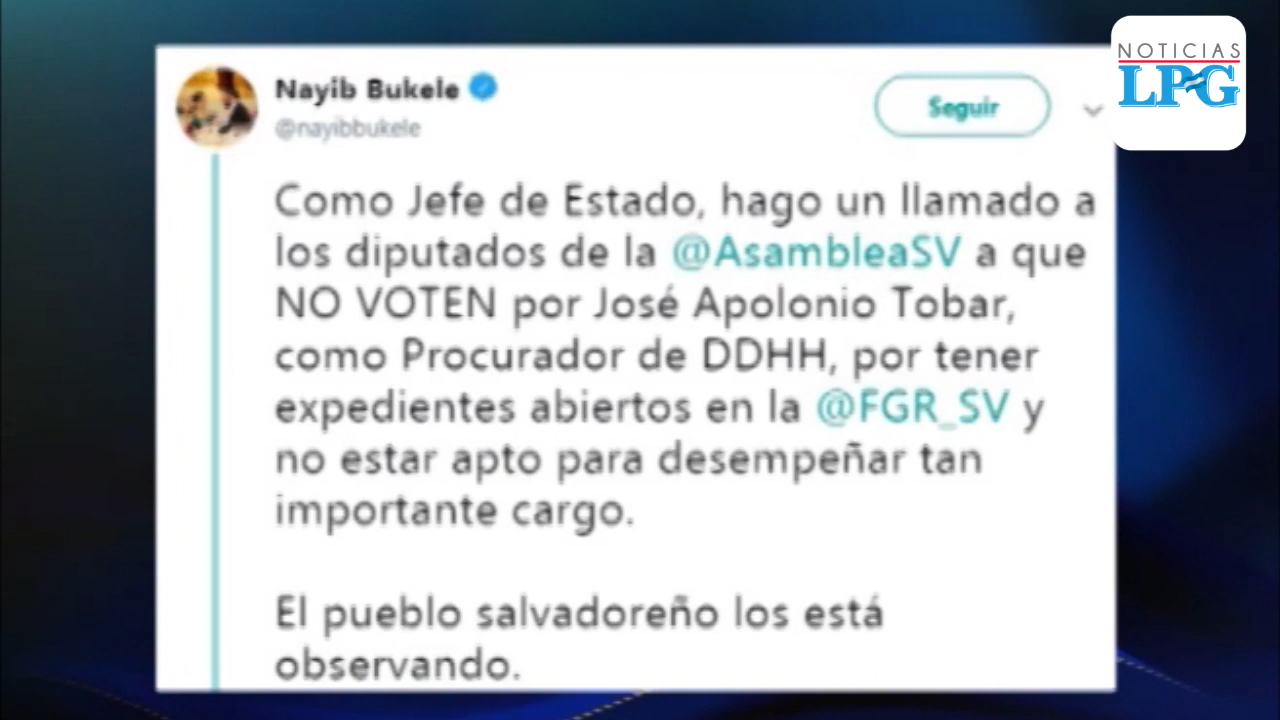 NOTICIAS
LPG
Nayib Bukele
@nayibbukele
Seguir
Como Jefe de Estado, hago un llamado a
los diputados de la @AsambleaSV a que
NO VOTEN por José Apolonio Tobar,
como Procurador de DDHH, por tener
expedientes abiertos en la @FGR_SV y
no estar apto para desempeñar tan
importante cargo.
El pueblo salvadoreño los está
observando.